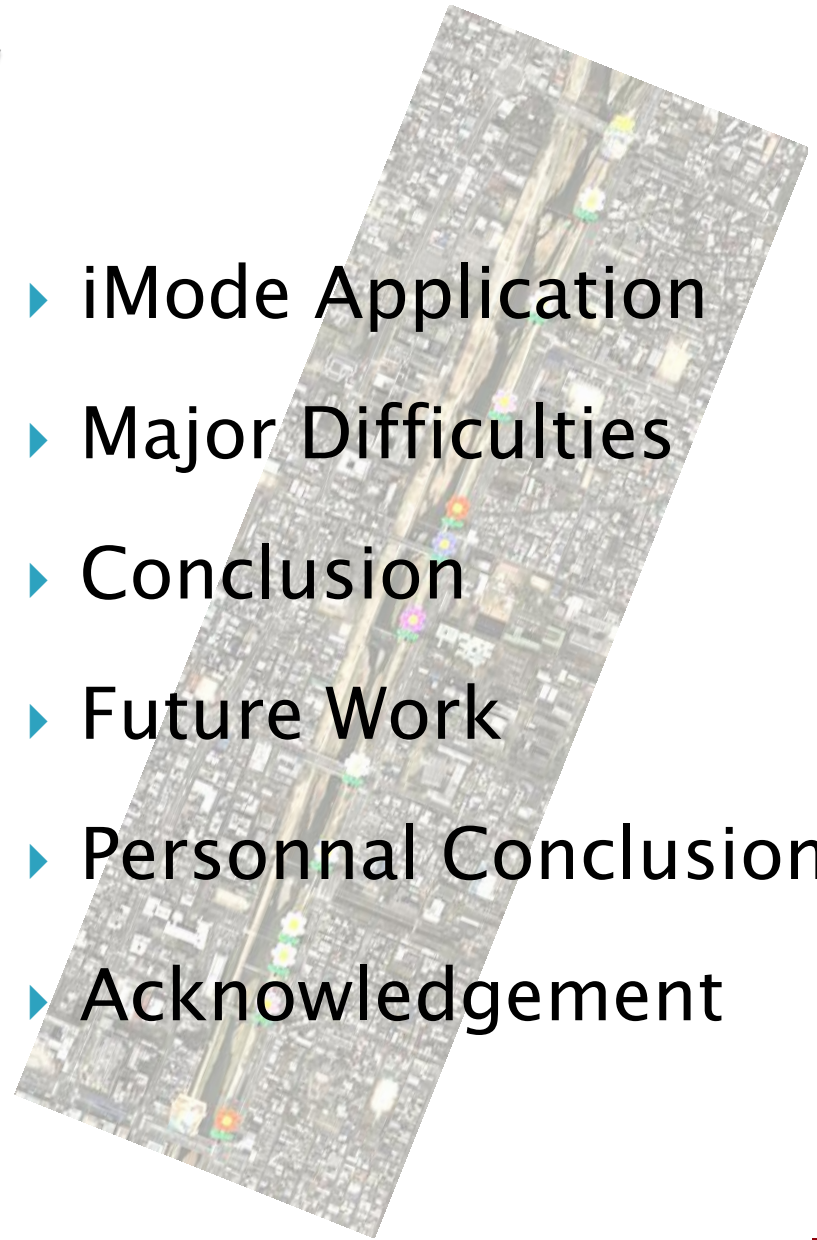 iMode Application
Major Difficulties
Conclusion
Future Work
Personnal Conclusion
Acknowledgement